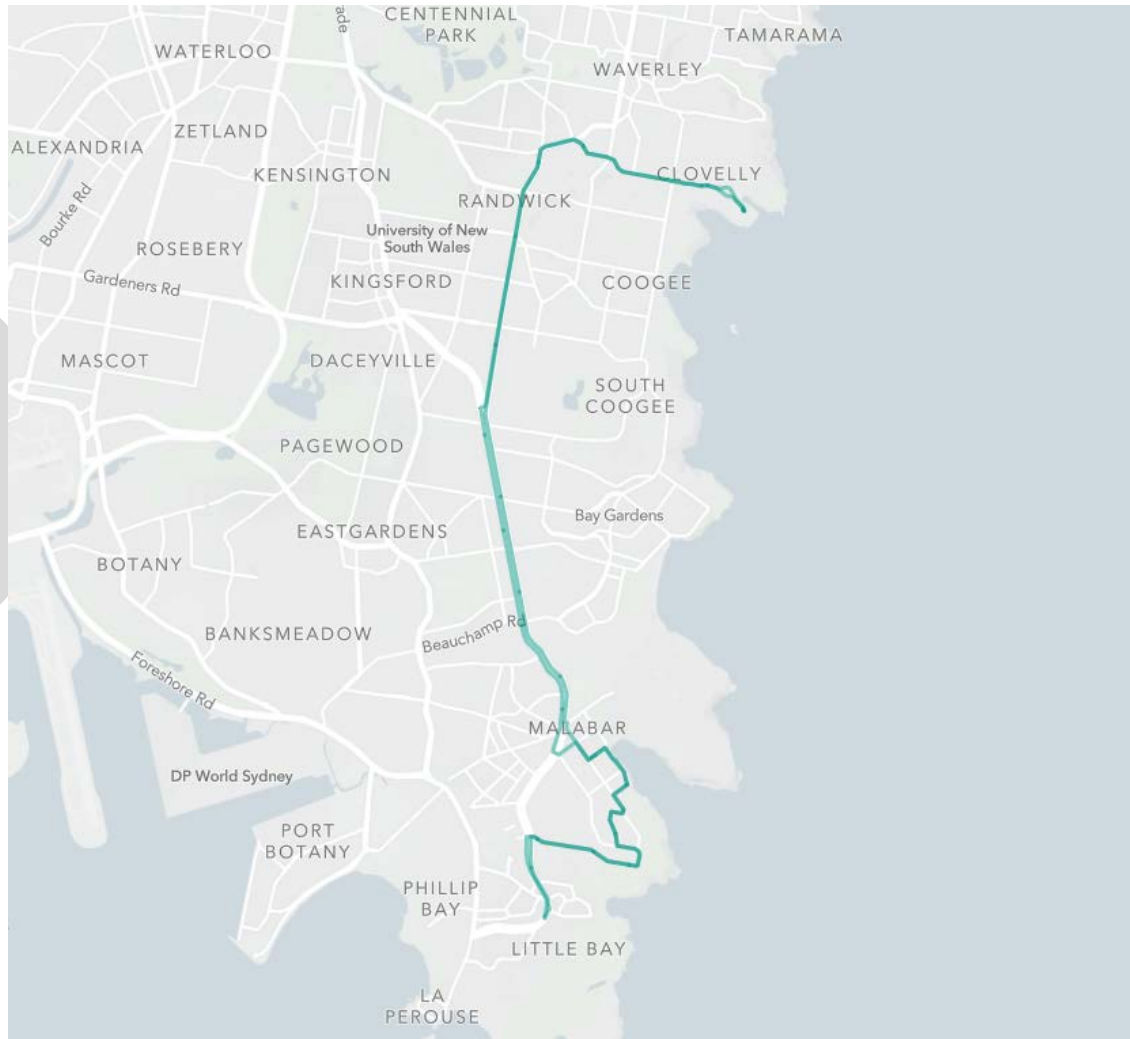 CENTENNIAL
PARK
ade
TAMARAMA
WATERLOO
WAVERLEY
ZETLAND
ALEXANDRIA
KENSINGTON
CLOVELLY
RANDWICK
Bourke Rd
University of New
South Wales
ROSEBERY
KINGSFORD
COOGEE
Gardeners Rd
MASCOT
DACEYVILLE
SOUTH
COOGEE
PAGEWOOD
Bay Gardens
EASTGARDENS
BOTANY
BANKSMEADOW
Beauchamp Rd
Foreshore Rd
MALABAR
DP World Sydney
PORT
BOTANY
PHILLIP
BAY
LITTLE BAY
LA
PEROUSE